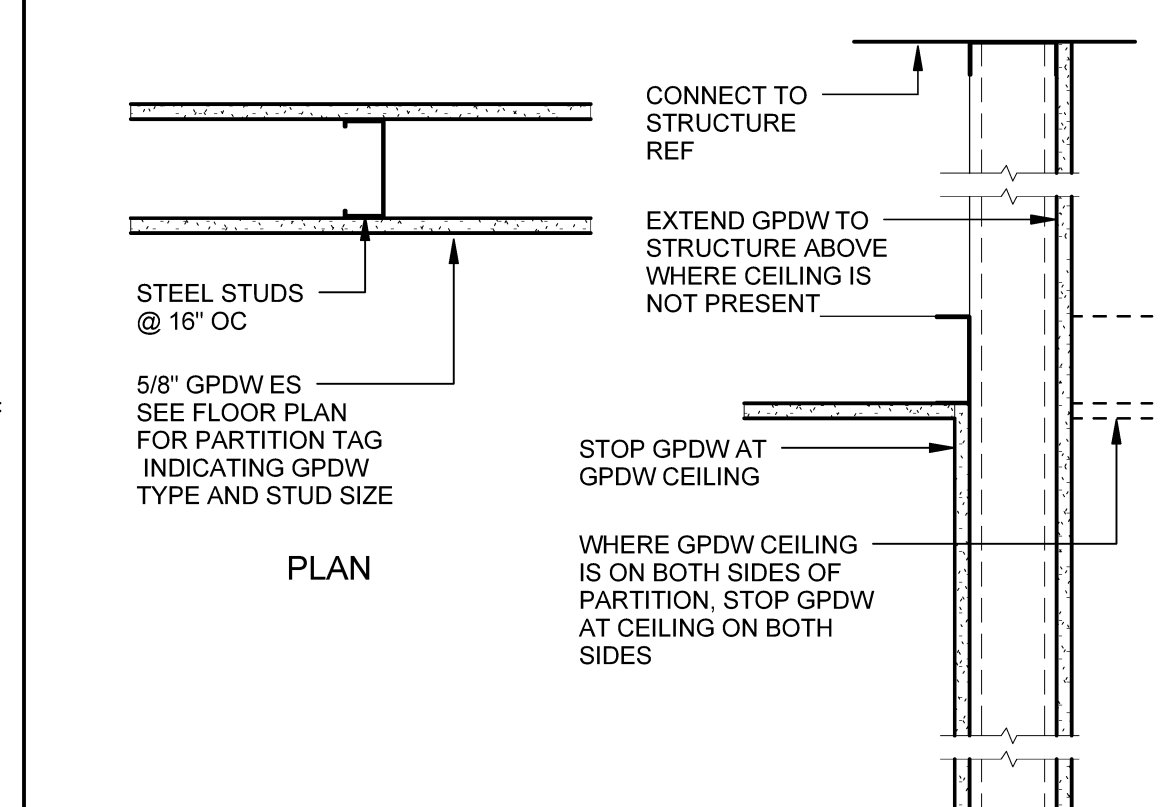 STEEL STUDS
@ 16" OC
5/8" GPDW ES
SEE FLOOR PLAN
FOR PARTITION TAG
INDICATING GPDW
TYPE AND STUD SIZE
PLAN
CONNECT TO
STRUCTURE
REF
EXTEND GPDW TO
STRUCTURE ABOVE
WHERE CEILING IS
NOT PRESENT
STOP GPDW AT
GPDW CEILING
WHERE GPDW CEILING
IS ON BOTH SIDES OF
PARTITION, STOP GPDW
AT CEILING ON BOTH
SIDES